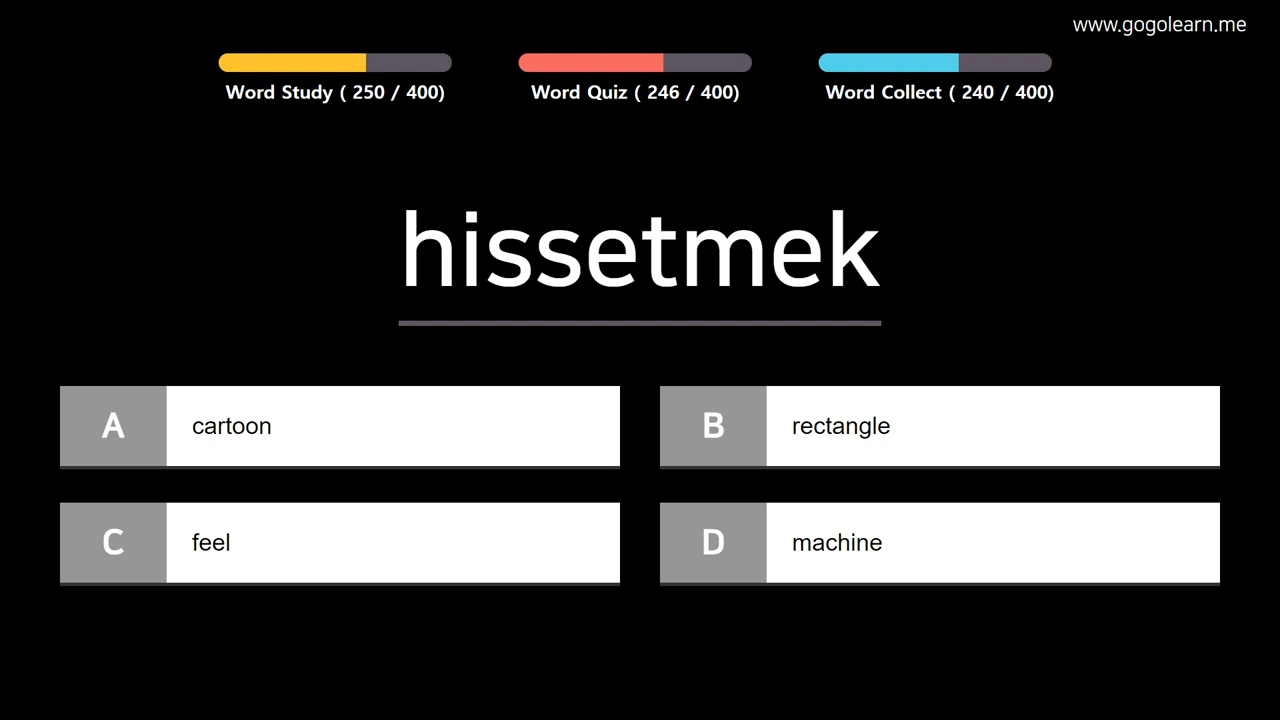 www.gogolearn.me
Word Study ( 250 / 400)
Word Quiz ( 246 / 400)
Word Collect ( 240 / 400)
hissetmek
A cartoon
B rectangle
C feel
D machine